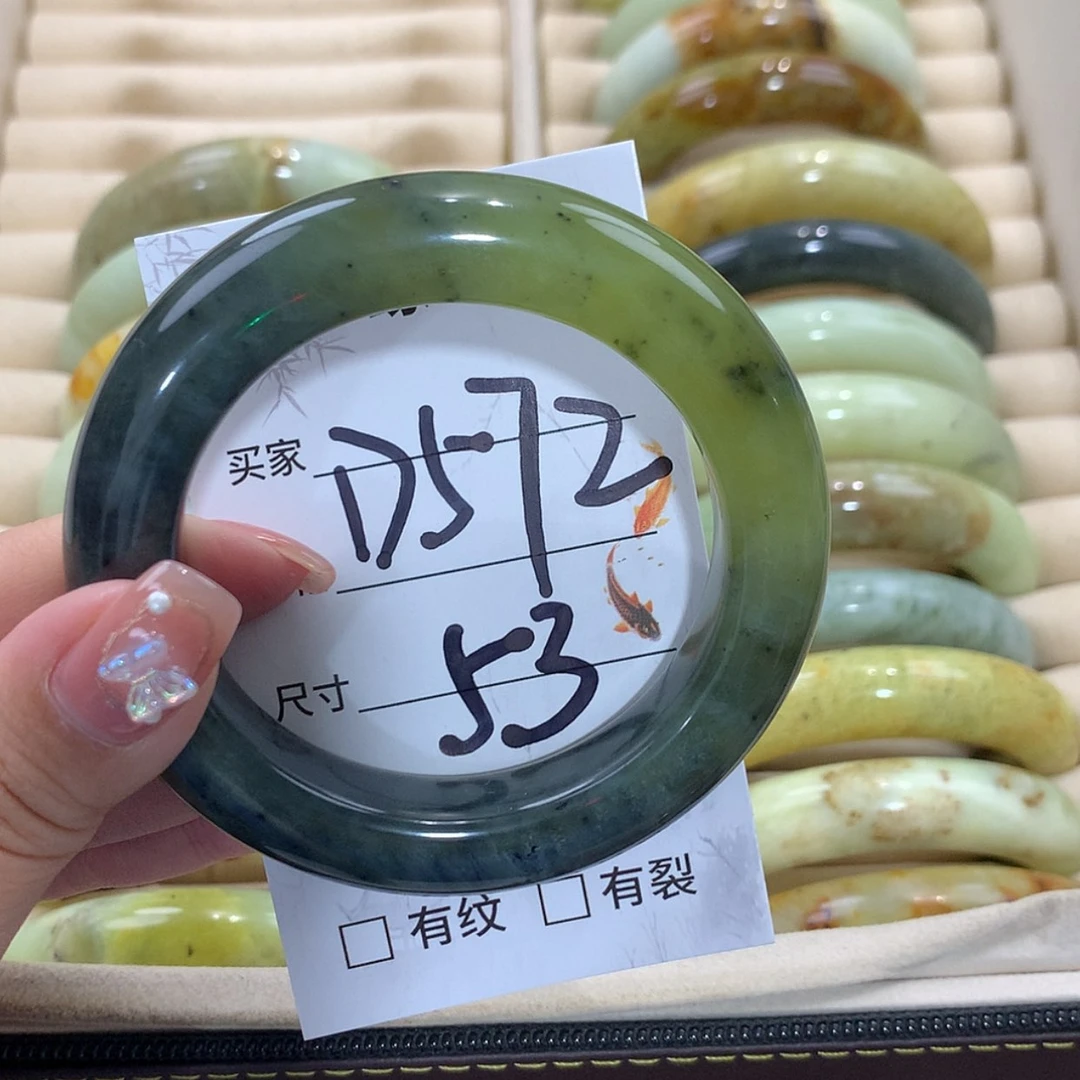 买家 D572
尺寸 53
□ 有纹 □ 有裂